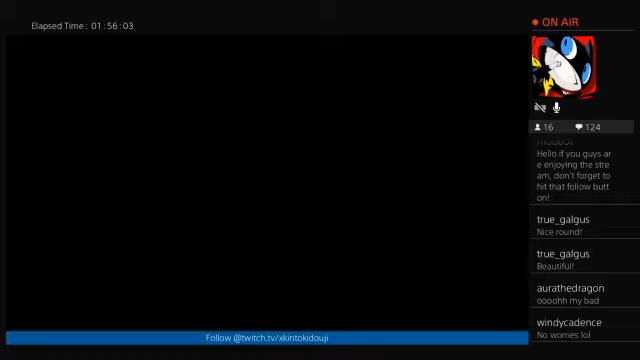 Elapsed Time : 01:56:03
ON AIR
16
124
modbot
Hello if you guys ar
e enjoying the stre
am, don't forget to
hit that follow butt
on!
true_galgus
Nice round!
true_galgus
Beautiful!
aurathedragon
oooohh my bad
windycadence
No worries lol
Follow @twitch.tv/xkintokidouji